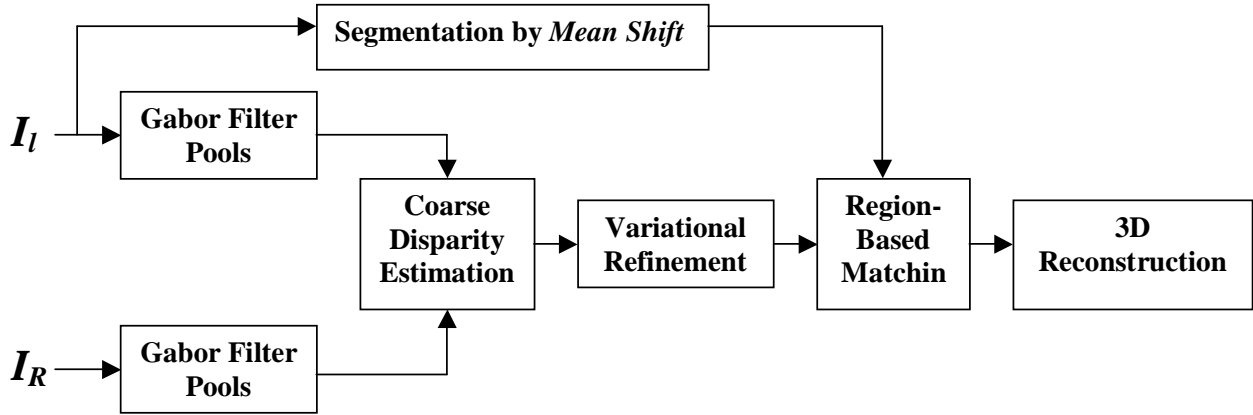 Segmentation by Mean Shift
I_l
Gabor Filter
Pools
Coarse
Disparity
Estimation
Variational
Refinement
Region-
Based
Matchin
3D
Reconstruction
I_R
Gabor Filter
Pools